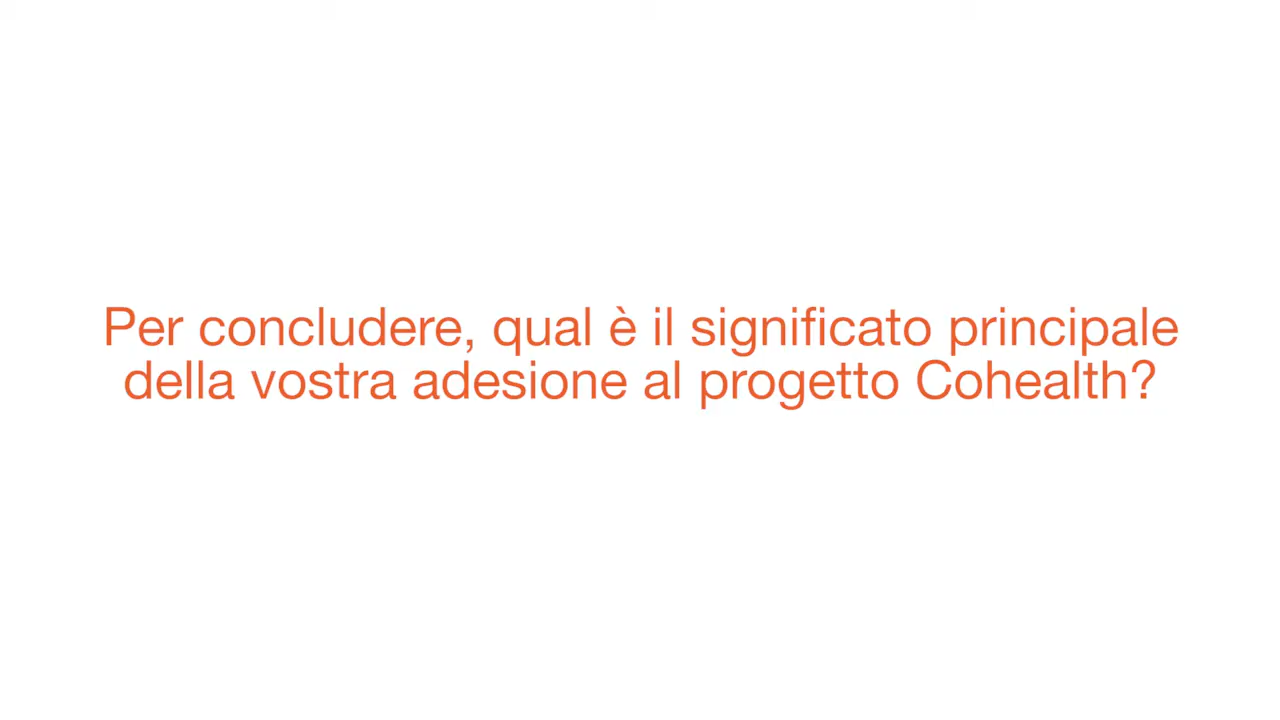 Per concludere, qual è il significato principale
della vostra adesione al progetto Cohealth?